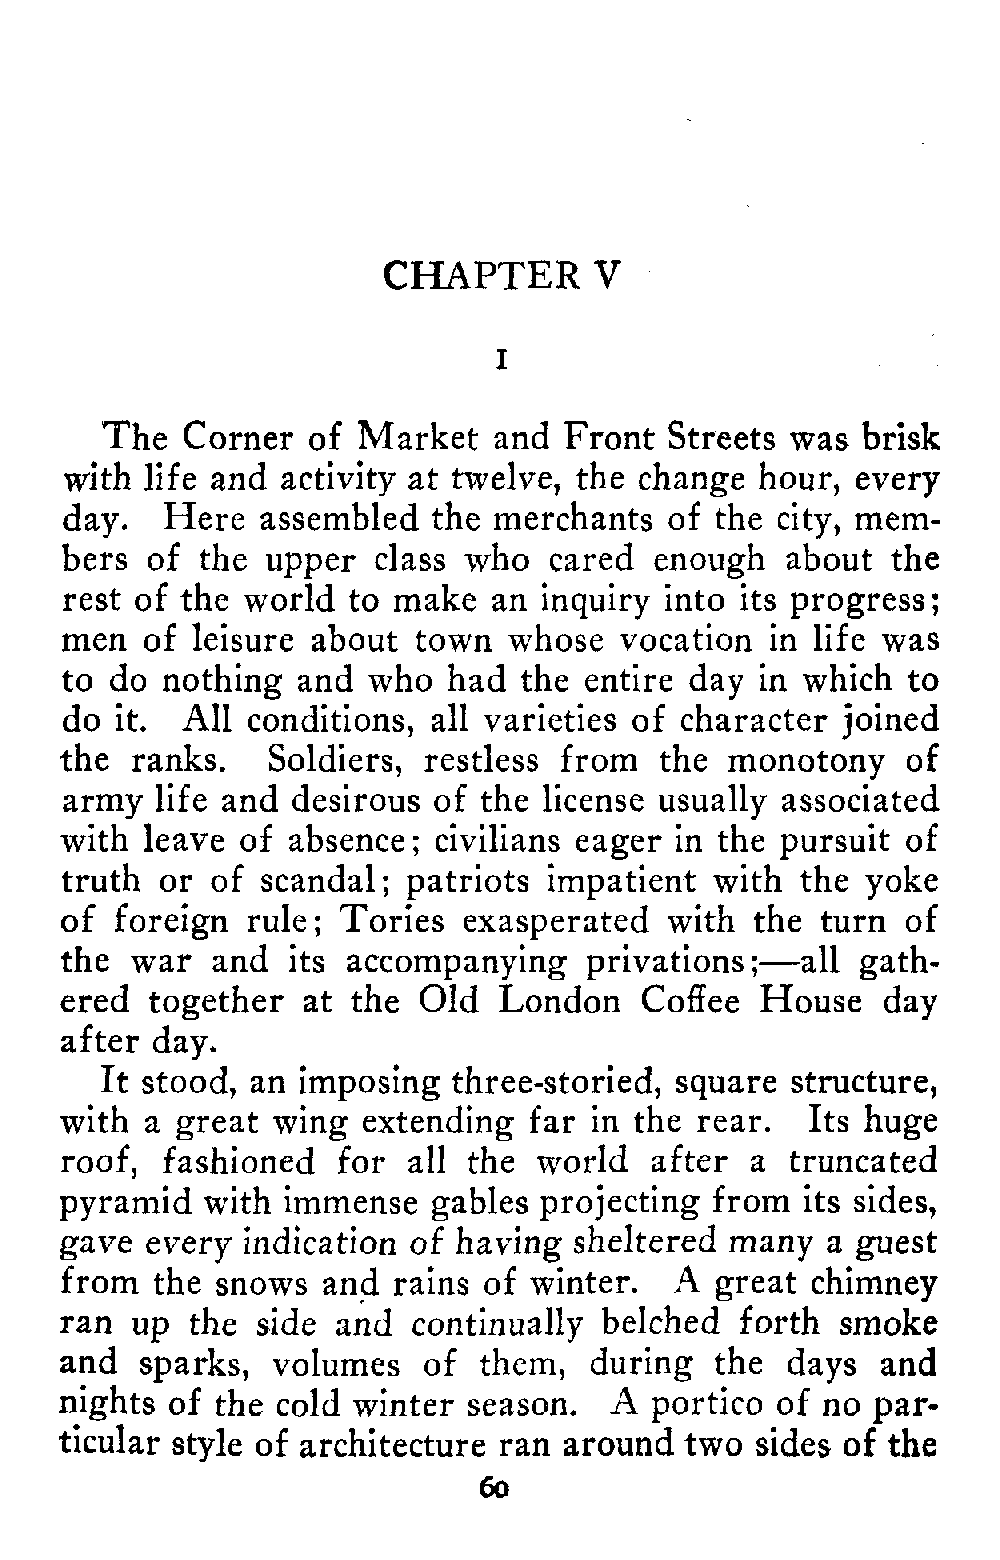 CHAPTER V
I
The Corner of Market and Front Streets was brisk
with life and activity at twelve, the change hour, every
day. Here assembled the merchants of the city, mem-
bers of the upper class who cared enough about the
rest of the world to make an inquiry into its progress;
men of leisure about town whose vocation in life was
to do nothing and who had the entire day in which to
do it. All conditions, all varieties of character joined
the ranks. Soldiers, restless from the monotony of
army life and desirous of the license usually associated
with leave of absence; civilians eager in the pursuit of
truth or of scandal; patriots impatient with the yoke
of foreign rule; Tories exasperated with the turn of
the war and its accompanying privations;—all gath-
ered together at the Old London Coffee House day
after day.
It stood, an imposing three-storied, square structure,
with a great wing extending far in the rear. Its huge
roof, fashioned for all the world after a truncated
pyramid with immense gables projecting from its sides,
gave every indication of having sheltered many a guest
from the snows and rains of winter. A great chimney
ran up the side and continually belched forth smoke
and sparks, volumes of them, during the days and
nights of the cold winter season. A portico of no par-
ticular style of architecture ran around two sides of the
60